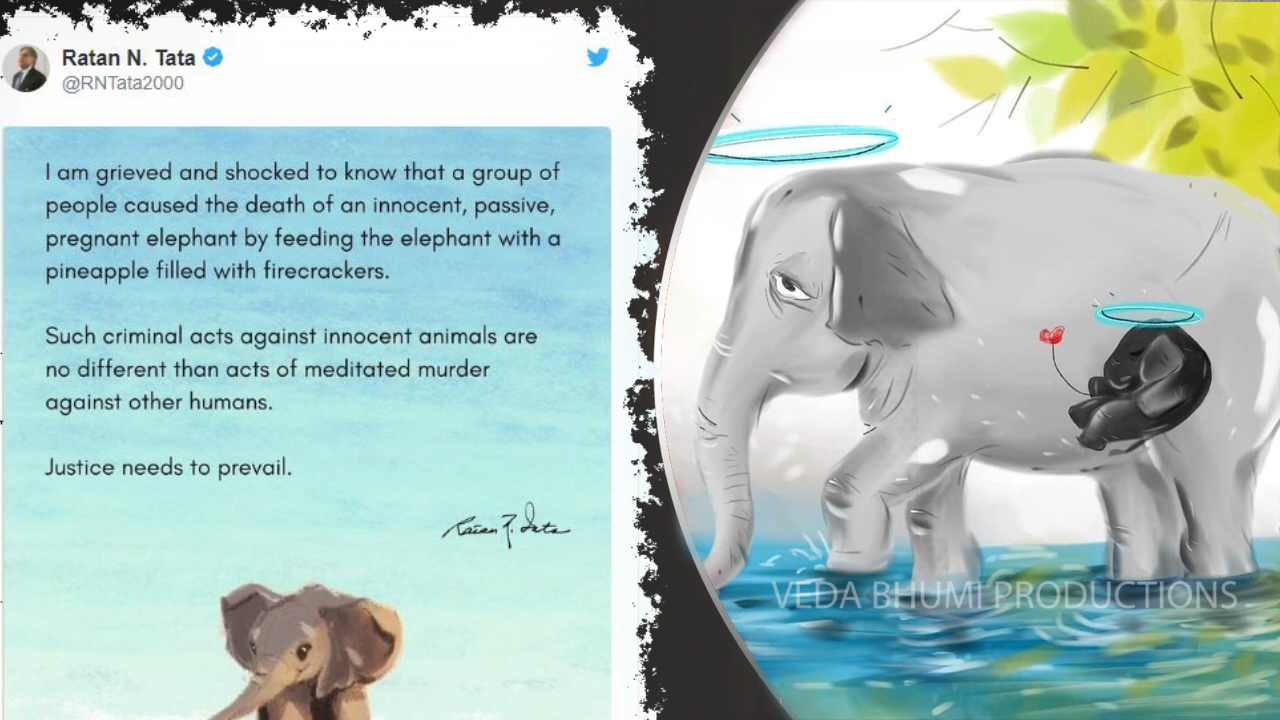 Ratan N. Tata
@RNTata2000
I am grieved and shocked to know that a group of
people caused the death of an innocent, passive,
pregnant elephant by feeding the elephant with a
pineapple filled with firecrackers.
Such criminal acts against innocent animals are
no different than acts of meditated murder
against other humans.
Justice needs to prevail.
Ratan N. Tata
VEDA BHUMI PRODUCTIONS